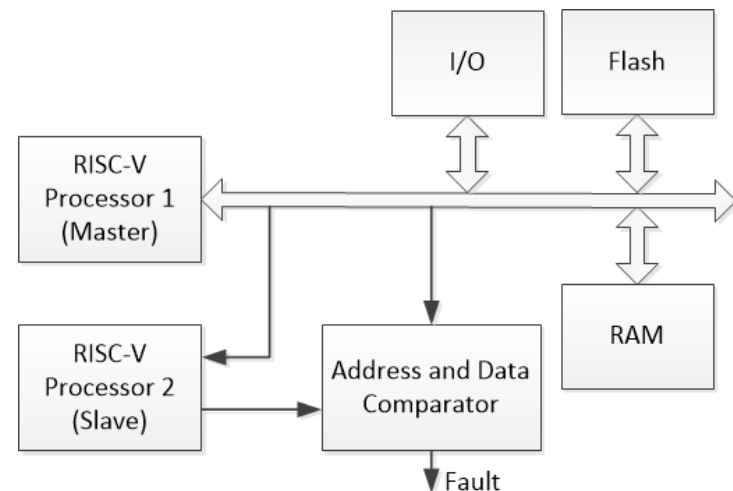 I/O
Flash
RISC-V
Processor 1
(Master)
RAM
RISC-V
Processor 2
(Slave)
Address and Data
Comparator
Fault